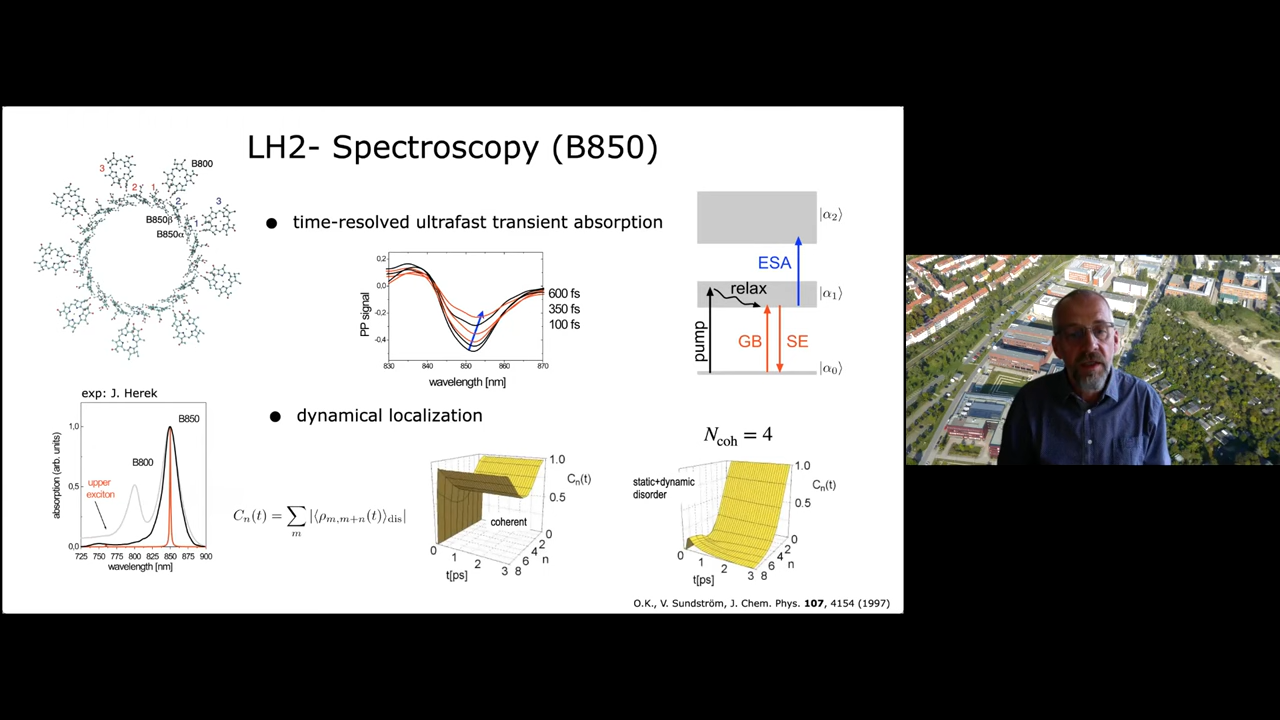 LH2- Spectroscopy (B850)
3
B800
2
1
2
3
B850β
1
B850α
● time-resolved ultrafast transient absorption
0,2
0,0
-0,2
-0,4
PP signal
600 fs
350 fs
100 fs
830 840 850 860 870
wavelength [nm]
|α₂⟩
ESA
relax
|α₁⟩
pump
GB
SE
|α₀⟩
exp: J. Herek
absorption (arb. units)
1,0
0,5
0,0
B850
B800
upper
exciton
725 750 775 800 825 850 875 900
wavelength [nm]
● dynamical localization
Cₙ(t) = ∑ₘ |⟨ρₘ,ₘ₊ₙ(t)⟩dis|
1.0
Cₙ(t)
0.5
coherent
0
2
4
n
6
8
0
1
2
3
t[ps]
N_coh = 4
static+dynamic
disorder
1.0
Cₙ(t)
0.5
0
2
n
4
6
8
0
1
2
3
t[ps]
O.K., V. Sundström, J. Chem. Phys. 107, 4154 (1997)